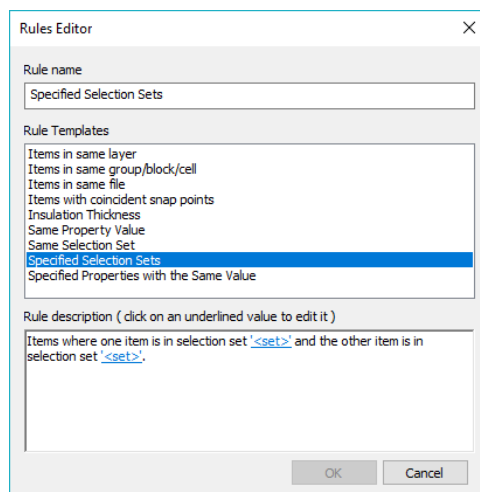 Rules Editor
Rule name
Specified Selection Sets
Rule Templates
Items in same layer
Items in same group/block/cell
Items in same file
Items with coincident snap points
Insulation Thickness
Same Property Value
Same Selection Set
Specified Selection Sets
Specified Properties with the Same Value
Rule description ( click on an underlined value to edit it )
Items where one item is in selection set '<set>' and the other item is in
selection set '<set>'.
OK Cancel